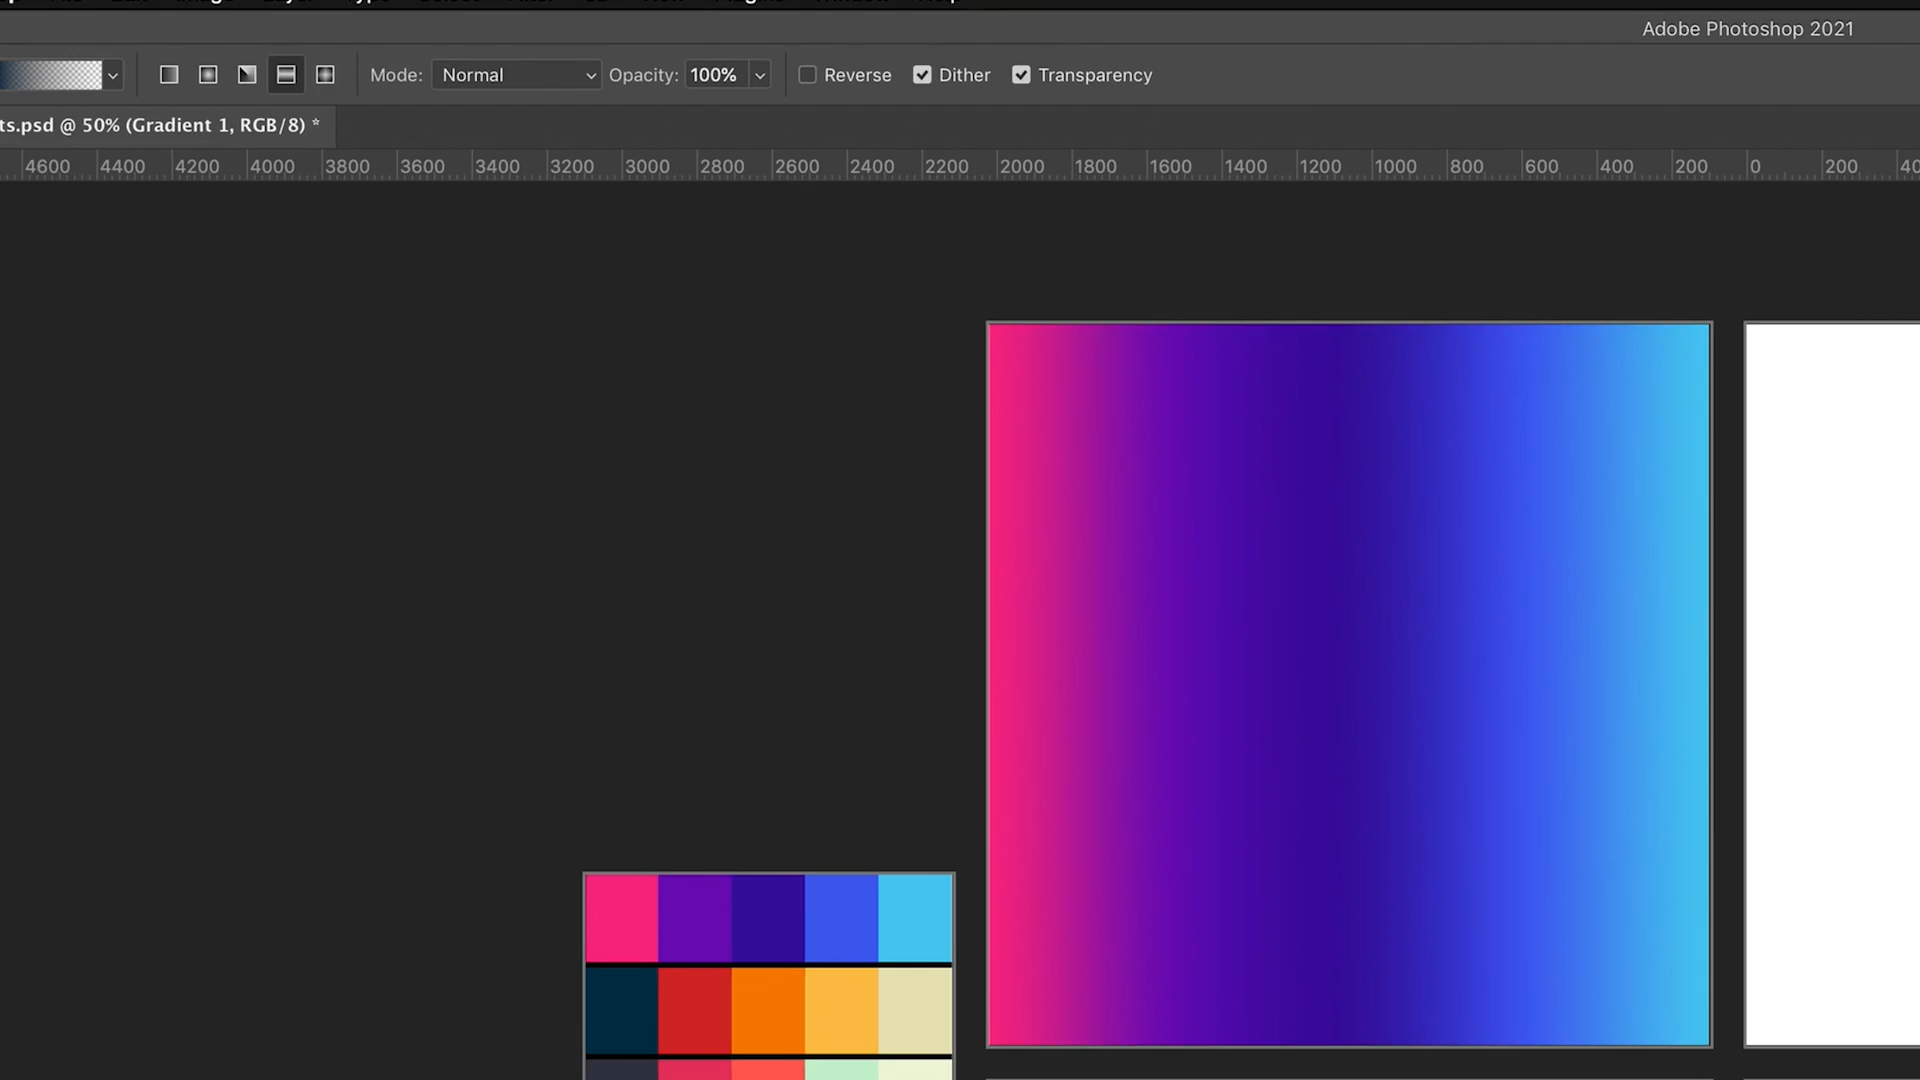 Adobe Photoshop 2021
Mode: Normal Opacity: 100% Reverse Dither Transparency
ts.psd @ 50% (Gradient 1, RGB/8) *
4600 4400 4200 4000 3800 3600 3400 3200 3000 2800 2600 2400 2200 2000 1800 1600 1400 1200 1000 800 600 400 200 0 200 40